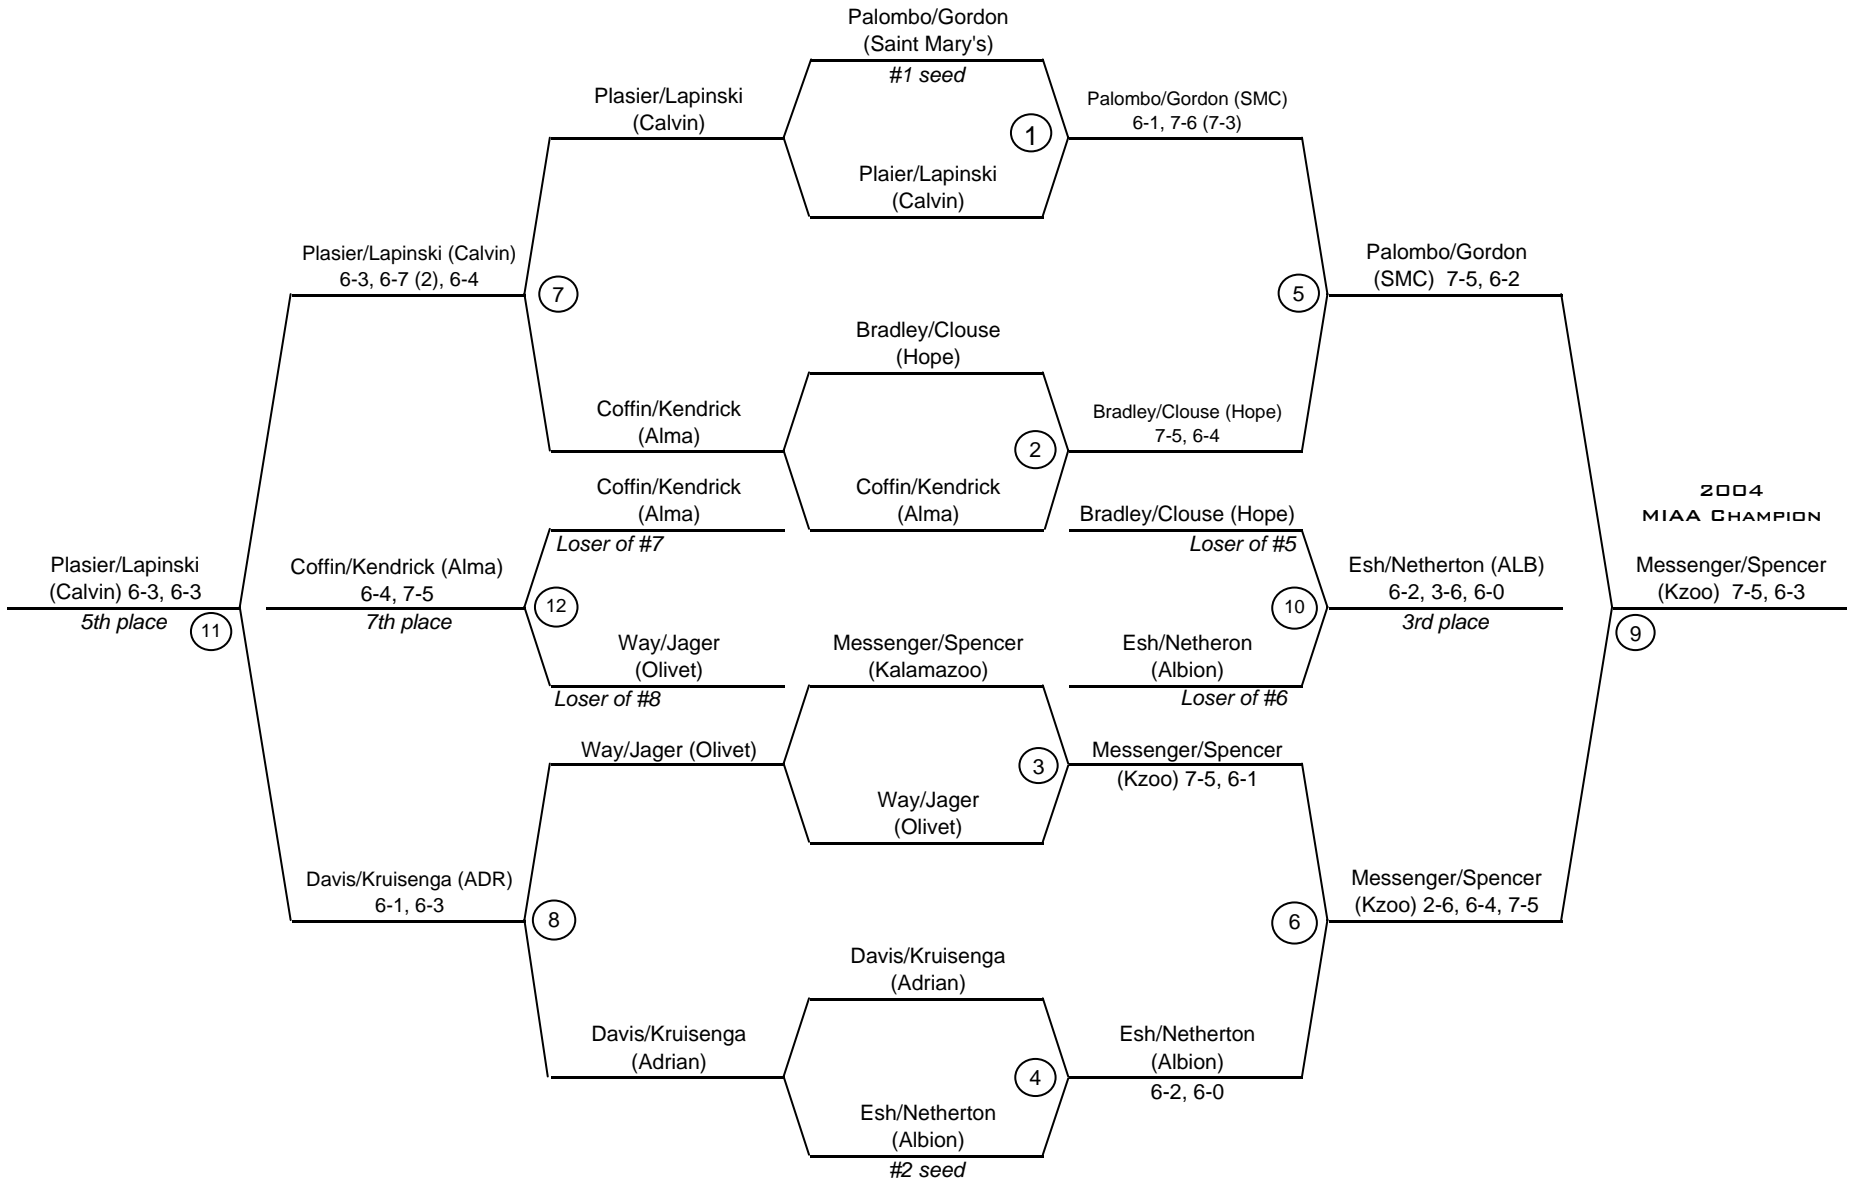 Palombo/Gordon
(Saint Mary's)
#1 seed
Plasier/Lapinski
(Calvin)
1
Palombo/Gordon (SMC)
6-1, 7-6 (7-3)
Plaier/Lapinski
(Calvin)
Plasier/Lapinski (Calvin)
6-3, 6-7 (2), 6-4
7
5
Palombo/Gordon
(SMC) 7-5, 6-2
Bradley/Clouse
(Hope)
Coffin/Kendrick
(Alma)
2
Bradley/Clouse (Hope)
7-5, 6-4
Coffin/Kendrick
(Alma)
Loser of #7
Coffin/Kendrick
(Alma)
Bradley/Clouse (Hope)
Loser of #5
2004
MIAA Champion
Plasier/Lapinski
(Calvin) 6-3, 6-3
5th place
11
Coffin/Kendrick (Alma)
6-4, 7-5
7th place
12
10
Esh/Netherton (ALB)
6-2, 3-6, 6-0
3rd place
Messenger/Spencer
(Kzoo) 7-5, 6-3
9
Way/Jager
(Olivet)
Loser of #8
Messenger/Spencer
(Kalamazoo)
Esh/Netheron
(Albion)
Loser of #6
Way/Jager (Olivet)
3
Messenger/Spencer
(Kzoo) 7-5, 6-1
Way/Jager
(Olivet)
Davis/Kruisenga (ADR)
6-1, 6-3
8
6
Messenger/Spencer
(Kzoo) 2-6, 6-4, 7-5
Davis/Kruisenga
(Adrian)
Davis/Kruisenga
(Adrian)
4
Esh/Netherton
(Albion)
6-2, 6-0
Esh/Netherton
(Albion)
#2 seed